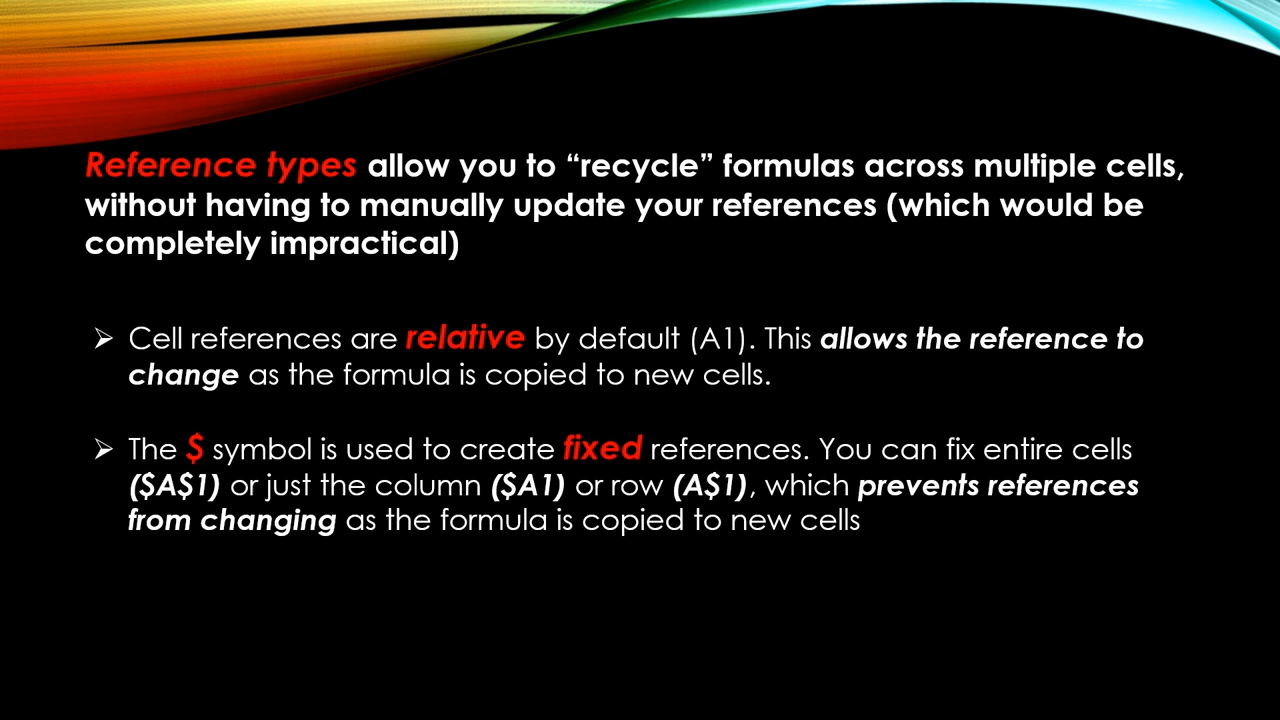 Reference types allow you to “recycle” formulas across multiple cells,
without having to manually update your references (which would be
completely impractical)
➢ Cell references are relative by default (A1). This allows the reference to
change as the formula is copied to new cells.
➢ The $ symbol is used to create fixed references. You can fix entire cells
($A$1) or just the column ($A1) or row (A$1), which prevents references
from changing as the formula is copied to new cells